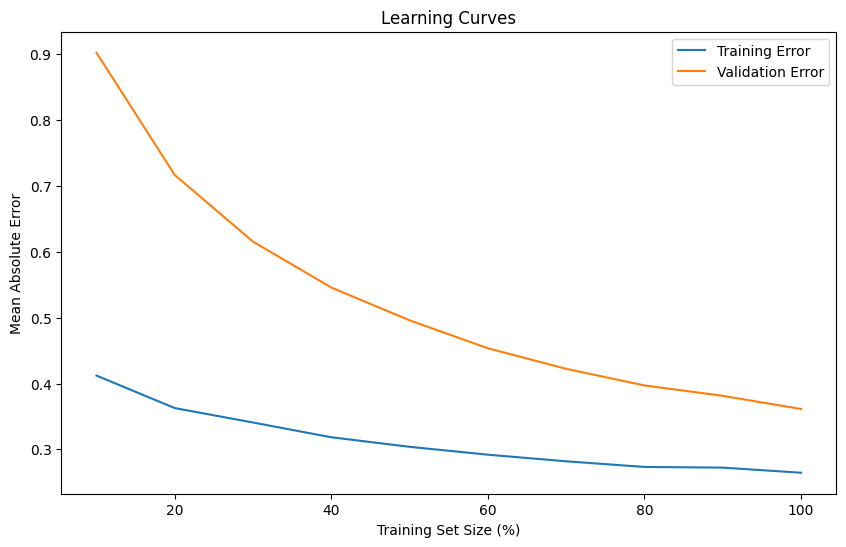 Learning Curves
Training Error
Validation Error
Mean Absolute Error
0.9
0.8
0.7
0.6
0.5
0.4
0.3
20 40 60 80 100
Training Set Size (%)